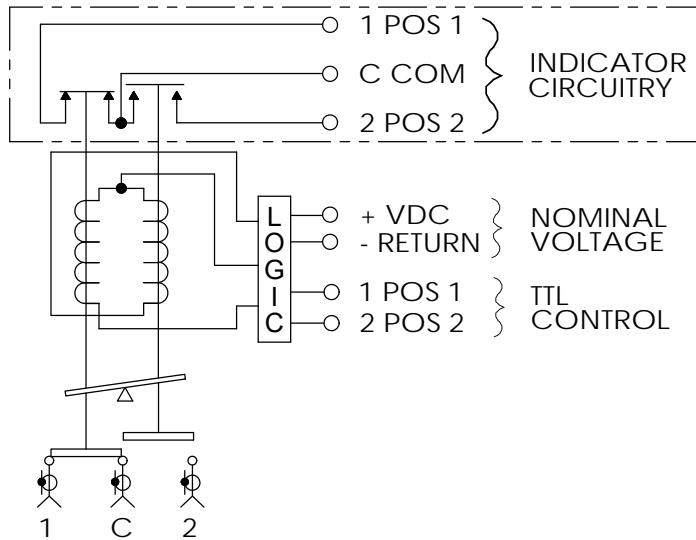 1 POS 1
C COM
2 POS 2
INDICATOR
CIRCUITRY
LOGIC
+ VDC
- RETURN
NOMINAL
VOLTAGE
1 POS 1
2 POS 2
TTL
CONTROL
1 C 2